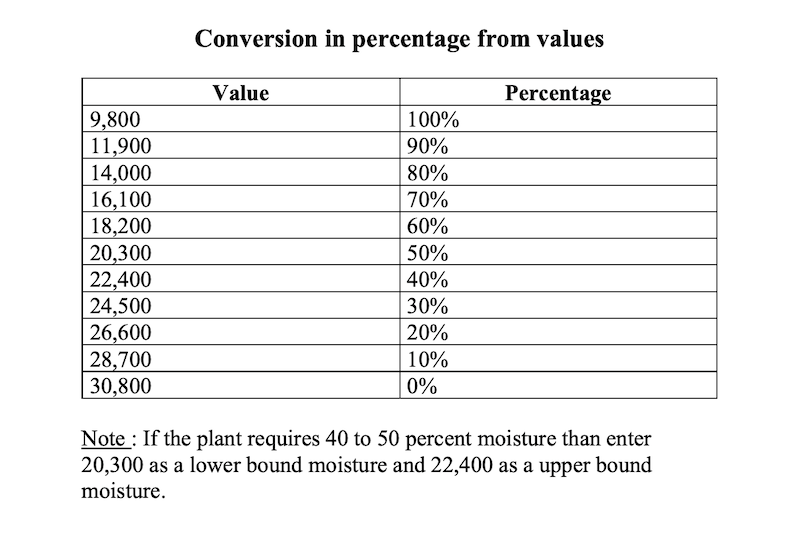 Conversion in percentage from values
Value Percentage
9,800 100%
11,900 90%
14,000 80%
16,100 70%
18,200 60%
20,300 50%
22,400 40%
24,500 30%
26,600 20%
28,700 10%
30,800 0%
Note : If the plant requires 40 to 50 percent moisture than enter
20,300 as a lower bound moisture and 22,400 as a upper bound
moisture.